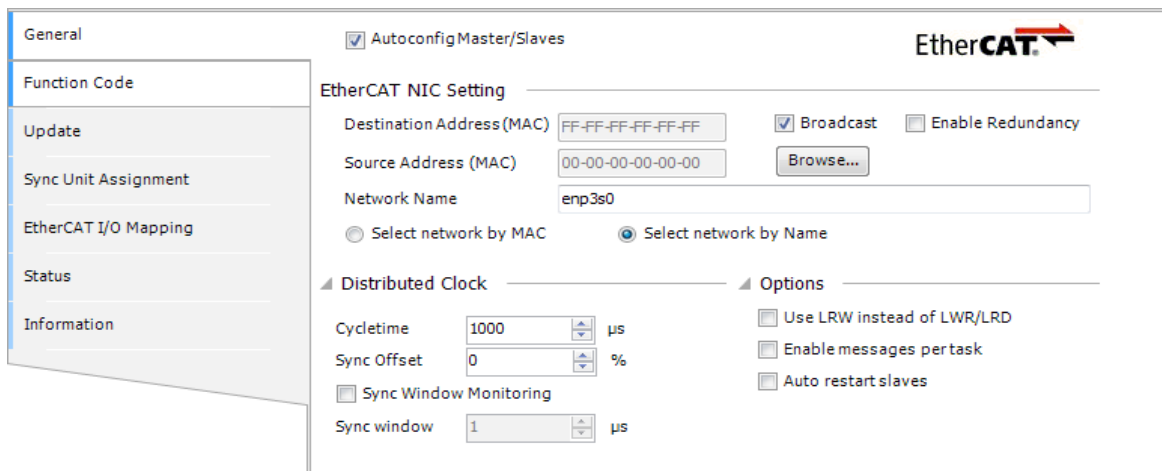 General
Function Code
Update
Sync Unit Assignment
EtherCAT I/O Mapping
Status
Information
Autoconfig Master/Slaves
EtherCAT®
EtherCAT NIC Setting
Destination Address (MAC) FF-FF-FF-FF-FF-FF Broadcast Enable Redundancy
Source Address (MAC) 00-00-00-00-00-00 Browse...
Network Name enp3s0
Select network by MAC Select network by Name
Distributed Clock
Cycletime 1000 µs
Sync Offset 0 %
Sync Window Monitoring
Sync window 1 µs
Options
Use LRW instead of LWR/LRD
Enable messages per task
Auto restart slaves